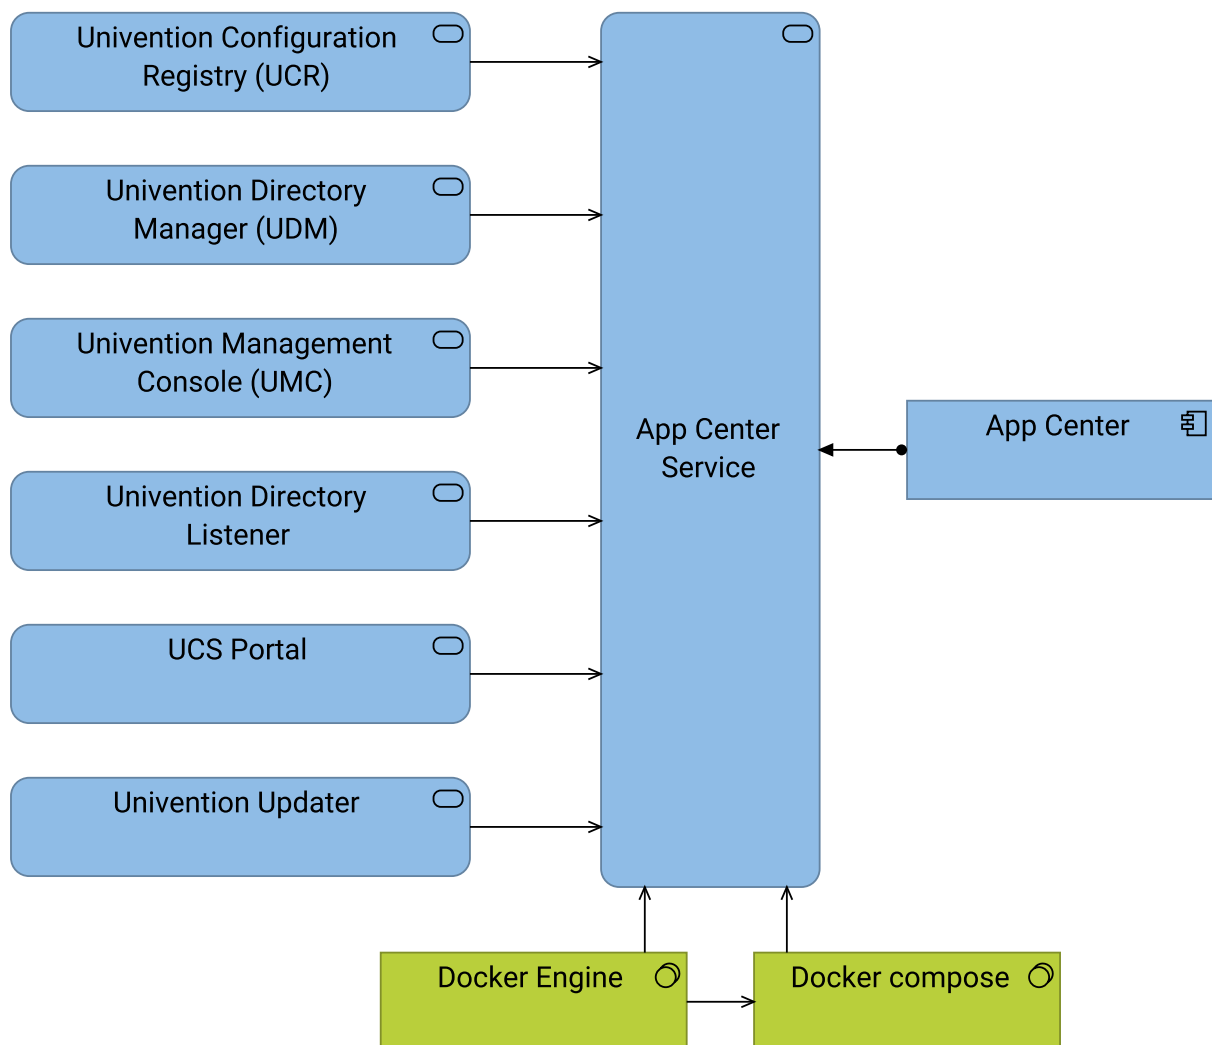 Univention Configuration
Registry (UCR)
Univention Directory
Manager (UDM)
Univention Management
Console (UMC)
Univention Directory
Listener
UCS Portal
Univention Updater
App Center
Service
App Center
Docker Engine
Docker compose